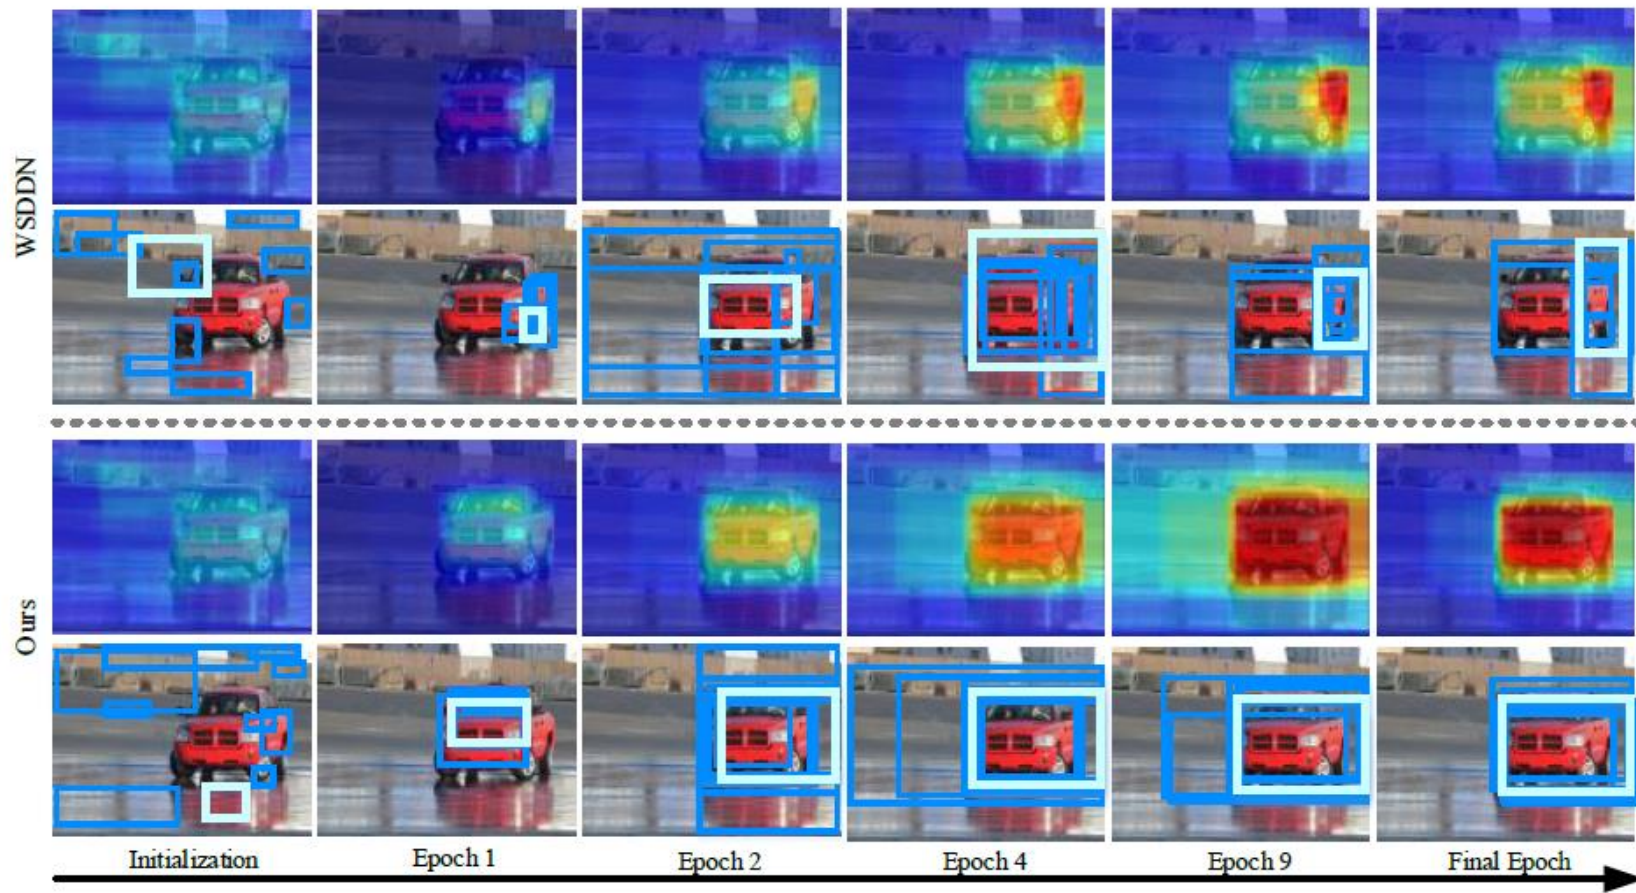 WSDDN
Ours
Initialization
Epoch 1
Epoch 2
Epoch 4
Epoch 9
Final Epoch